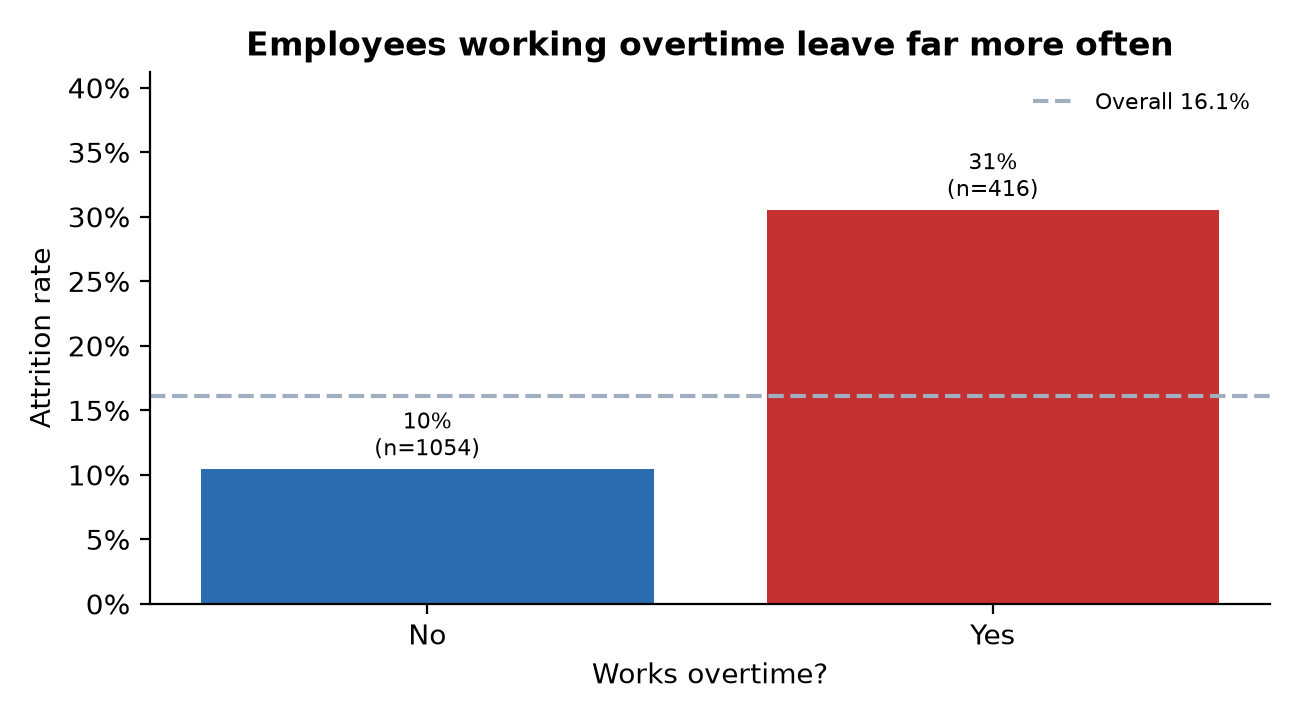 Employees working overtime leave far more often
Overall 16.1%
40%
35%
30%
25%
20%
15%
10%
5%
0%
Attrition rate
10%
(n=1054)
31%
(n=416)
No
Yes
Works overtime?